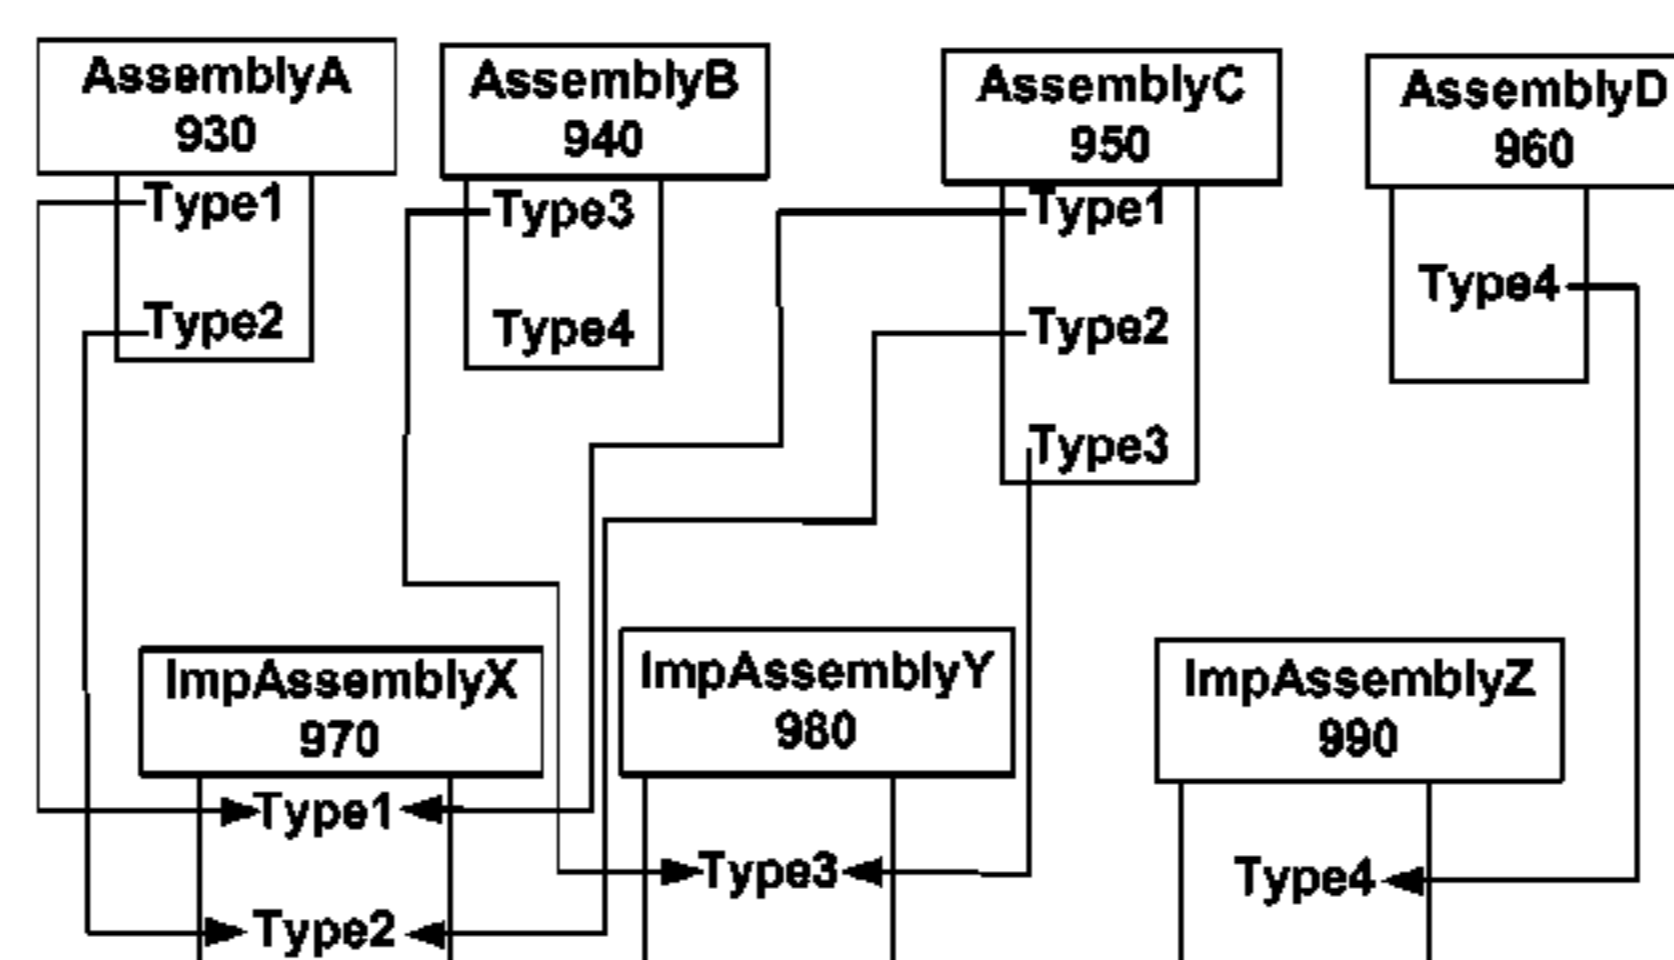 AssemblyA
930
Type1
Type2
AssemblyB
940
Type3
Type4
AssemblyC
950
Type1
Type2
Type3
AssemblyD
960
Type4
ImpAssemblyX
970
Type1
Type2
ImpAssemblyY
980
Type3
ImpAssemblyZ
990
Type4